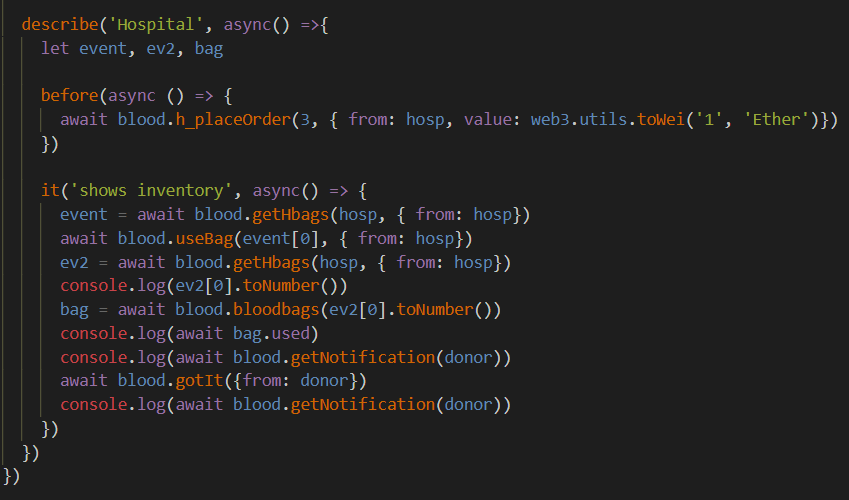 describe('Hospital', async() =>{
let event, ev2, bag
before(async () => {
await blood.h_placeOrder(3, { from: hosp, value: web3.utils.toWei('1', 'Ether')})
})
it('shows inventory', async() => {
event = await blood.getHbags(hosp, { from: hosp})
await blood.useBag(event[0], { from: hosp})
ev2 = await blood.getHbags(hosp, { from: hosp})
console.log(ev2[0].toNumber())
bag = await blood.bloodbags(ev2[0].toNumber())
console.log(await bag.used)
console.log(await blood.getNotification(donor))
await blood.gotIt({from: donor})
console.log(await blood.getNotification(donor))
})
})
})